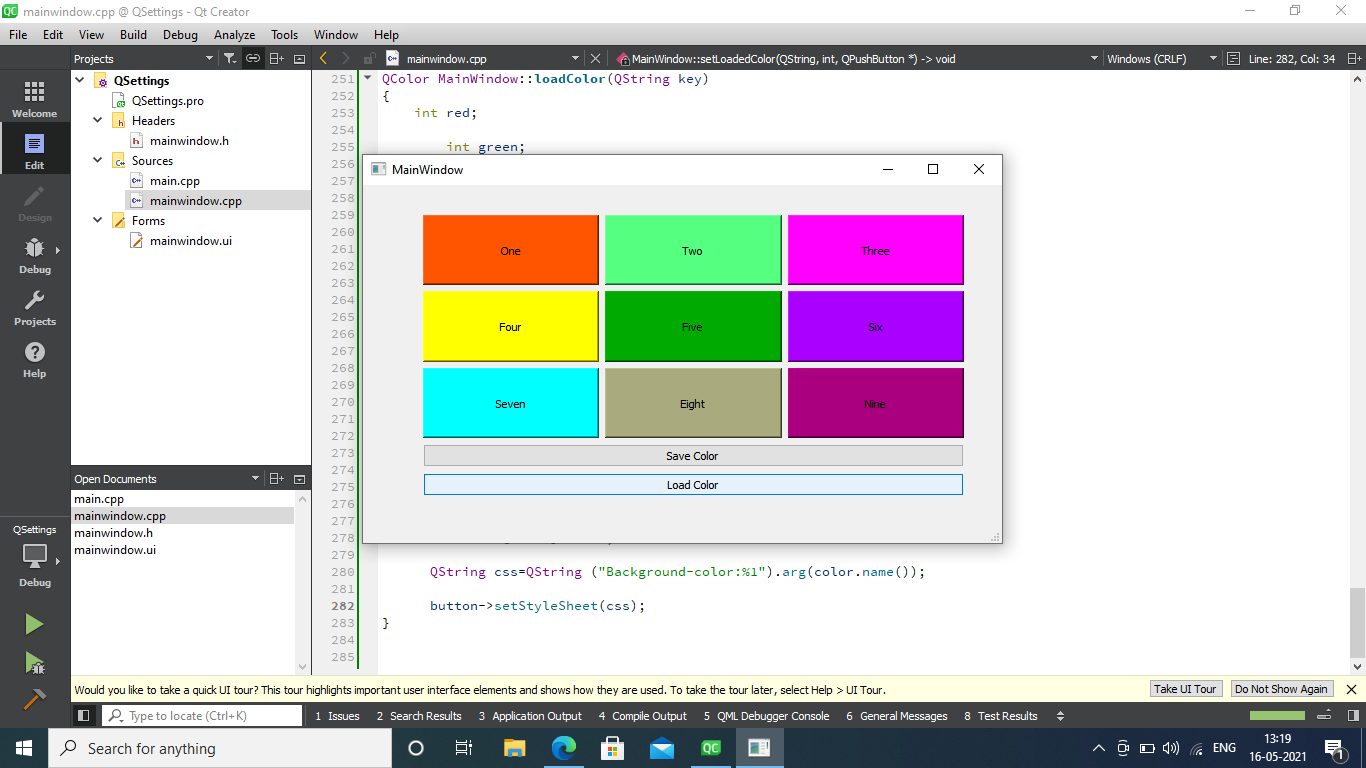 mainwindow.cpp @ QSettings - Qt Creator
File Edit View Build Debug Analyze Tools Window Help
Projects mainwindow.cpp MainWindow::setLoadedColor(QString, int, QPushButton *) -> void Windows (CRLF) Line: 282, Col: 34
Welcome
Edit
Design
Debug
Projects
Help
QSettings
Debug
QSettings
QSettings.pro
Headers
mainwindow.h
Sources
main.cpp
mainwindow.cpp
Forms
mainwindow.ui
Open Documents
main.cpp
mainwindow.cpp
mainwindow.h
mainwindow.ui
251 QColor MainWindow::loadColor(QString key)
252 {
253 int red;
254
255 int green;
256
257
258
259
260
261
262
263
264
265
266
267
268
269
270
271
272
273
274
275
276
277
278
279
280 QString css=QString ("Background-color:%1").arg(color.name());
281
282 button->setStyleSheet(css);
283 }
284
285
MainWindow
One Two Three
Four Five Six
Seven Eight Nine
Save Color
Load Color
Would you like to take a quick UI tour? This tour highlights important user interface elements and shows how they are used. To take the tour later, select Help > UI Tour. Take UI Tour Do Not Show Again
Type to locate (Ctrl+K) 1 Issues 2 Search Results 3 Application Output 4 Compile Output 5 QML Debugger Console 6 General Messages 8 Test Results
Search for anything
QC
ENG
13:19
16-05-2021
1